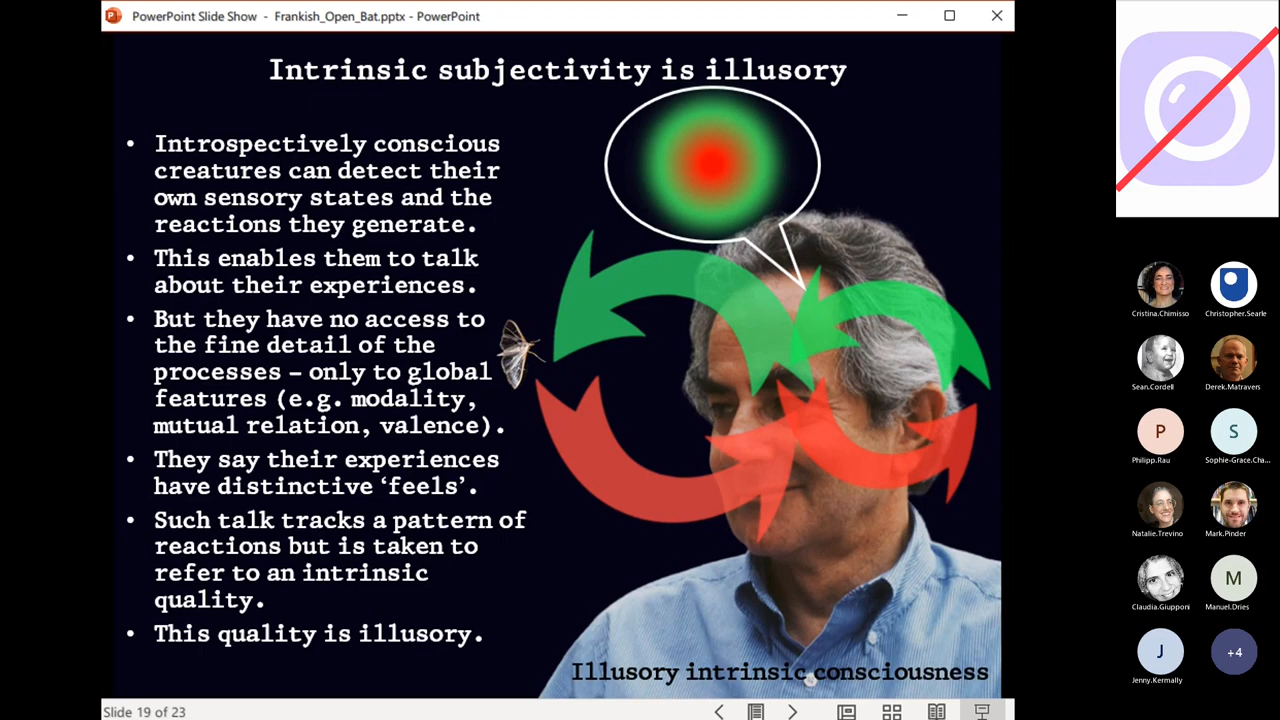 PowerPoint Slide Show - Frankish_Open_Bat.pptx - PowerPoint
Intrinsic subjectivity is illusory
• Introspectively conscious
creatures can detect their
own sensory states and the
reactions they generate.
• This enables them to talk
about their experiences.
• But they have no access to
the fine detail of the
processes – only to global
features (e.g. modality,
mutual relation, valence).
• They say their experiences
have distinctive ‘feels’.
• Such talk tracks a pattern of
reactions but is taken to
refer to an intrinsic
quality.
• This quality is illusory.
Illusory intrinsic consciousness
Slide 19 of 23
Cristina.Chimisso
Christopher.Searle
Sean.Cordell
Derek.Matravers
P
S
Philipp.Rau
Sophie-Grace.Cha...
Natalie.Trevino
Mark.Pinder
M
Claudia.Giupponi
Manuel.Dries
J
+4
Jenny.Kermally